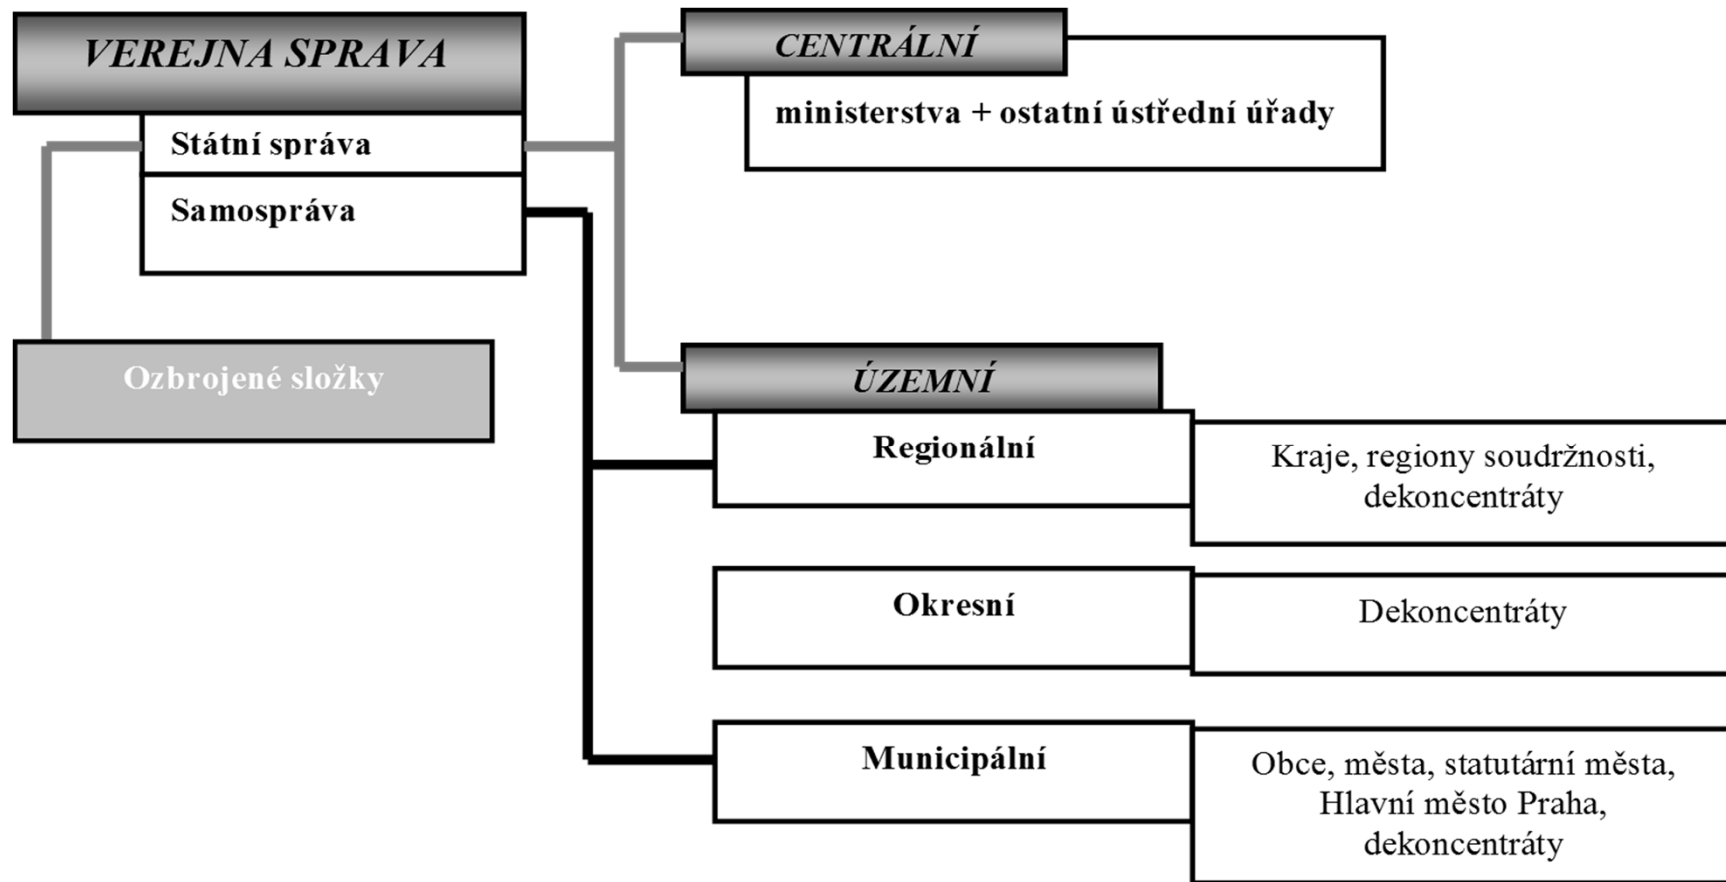 VEREJNA SPRAVA
Státní správa
Samospráva
Ozbrojené složky
CENTRÁLNÍ
ministerstva + ostatní ústřední úřady
ÚZEMNÍ
Regionální
Kraje, regiony soudržnosti,
dekoncentráty
Okresní
Dekoncentráty
Municipální
Obce, města, statutární města,
Hlavní město Praha,
dekoncentráty